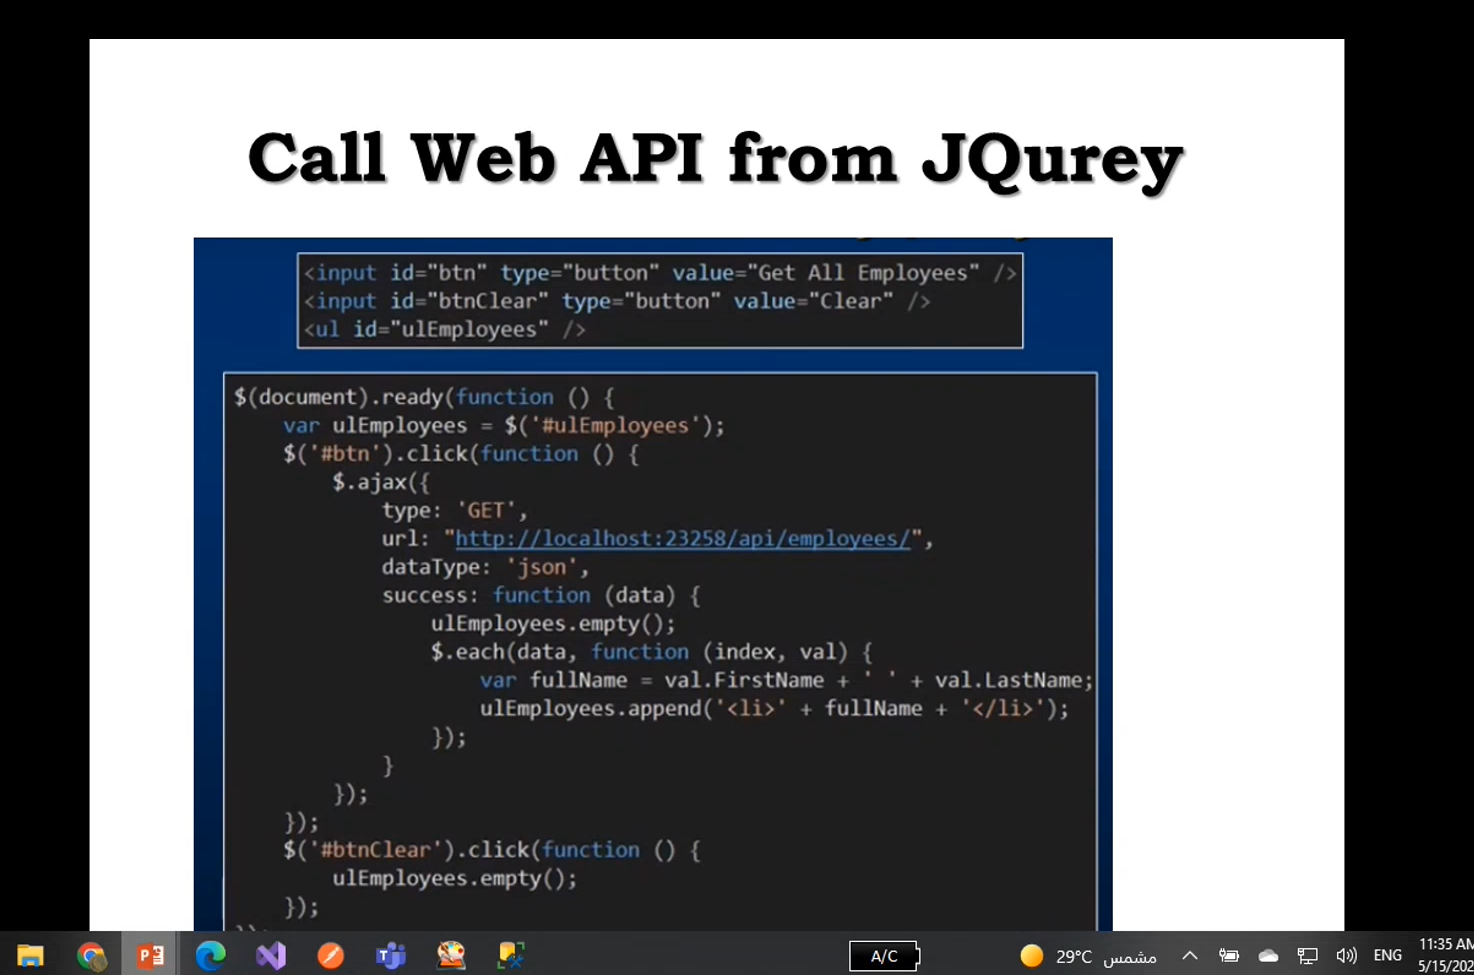 Call Web API from JQurey
<input id="btn" type="button" value="Get All Employees" />
<input id="btnClear" type="button" value="Clear" />
<ul id="ulEmployees" />
$(document).ready(function () {
var ulEmployees = $('#ulEmployees');
$('#btn').click(function () {
$.ajax({
type: 'GET',
url: "http://localhost:23258/api/employees/",
dataType: 'json',
success: function (data) {
ulEmployees.empty();
$.each(data, function (index, val) {
var fullName = val.FirstName + ' ' + val.LastName;
ulEmployees.append('<li>' + fullName + '</li>');
});
}
});
});
$('#btnClear').click(function () {
ulEmployees.empty();
});
A/C
29°C مشمس
ENG
11:35 AM
5/15/202